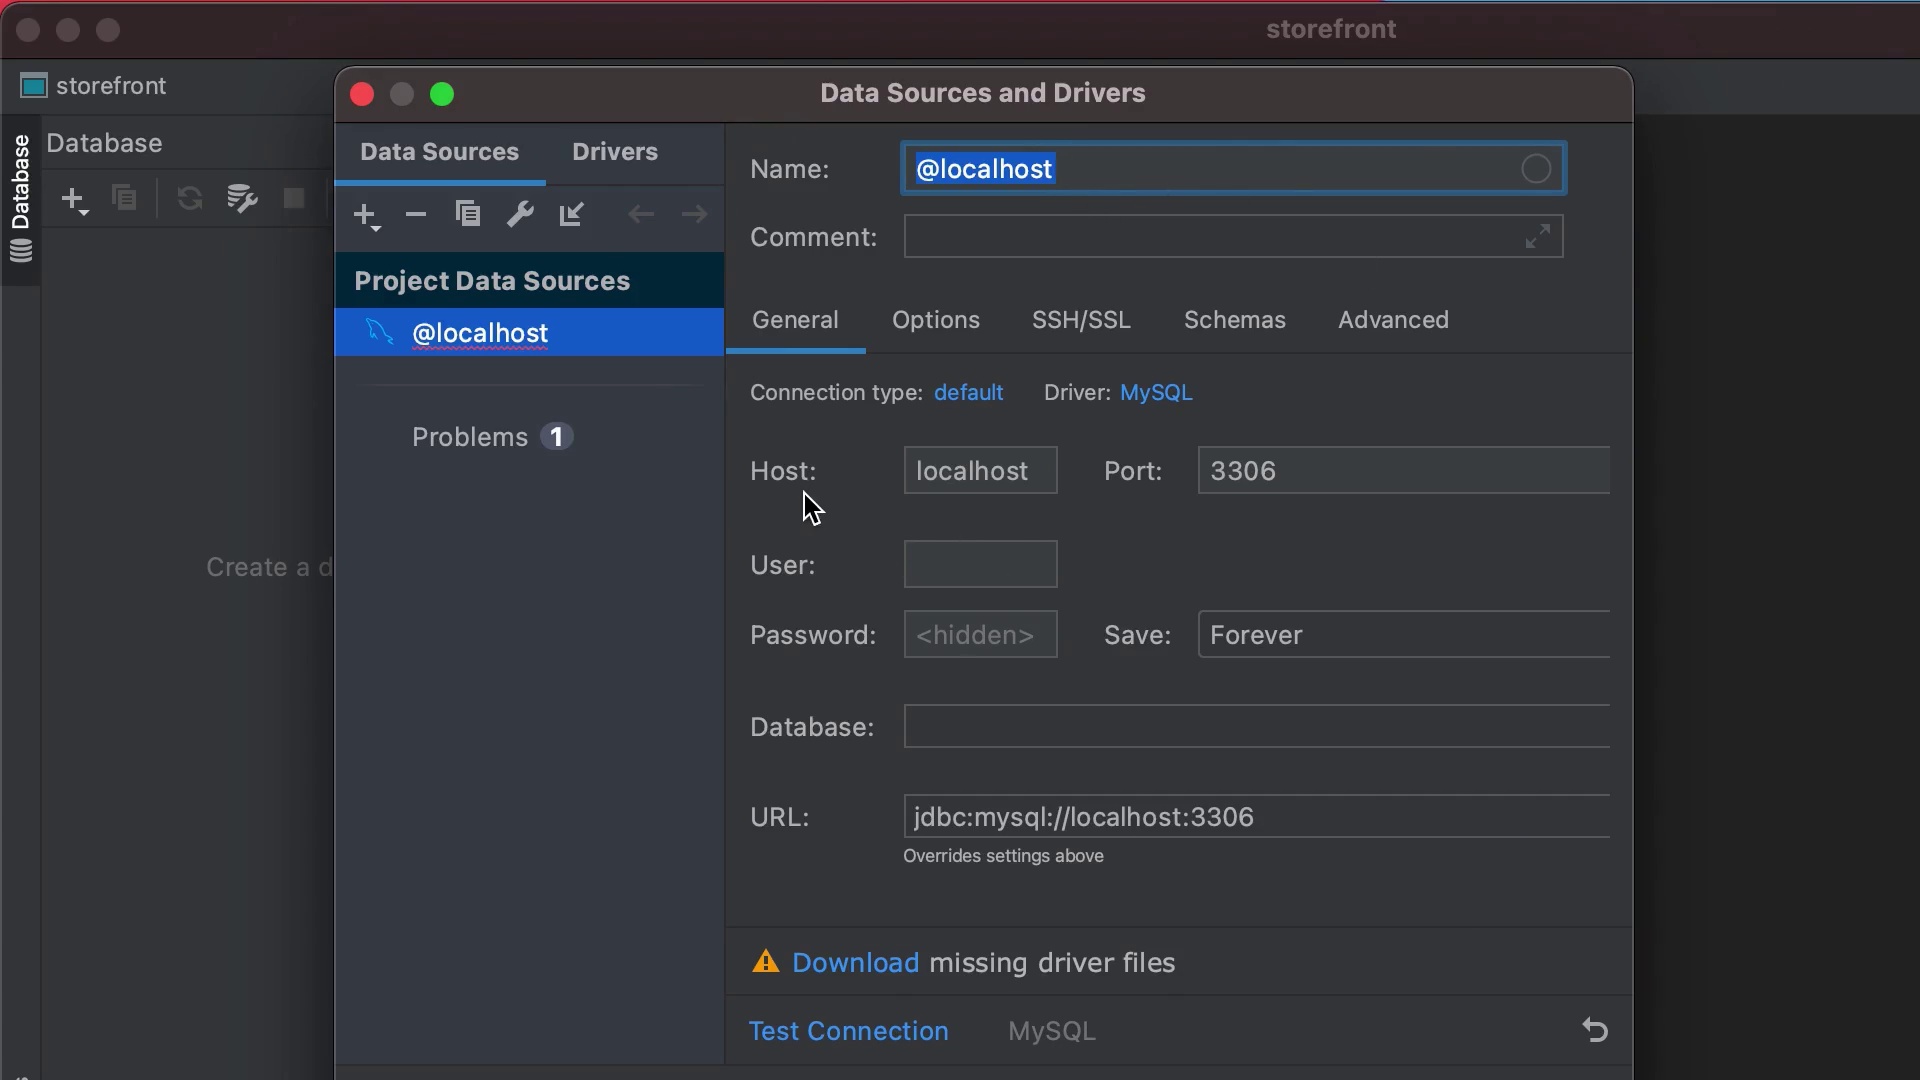 storefront
storefront
Data Sources and Drivers
Database
Database
Data Sources
Drivers
Name:
@localhost
Comment:
Project Data Sources
@localhost
Problems 1
General
Options
SSH/SSL
Schemas
Advanced
Connection type: default
Driver: MySQL
Host:
localhost
Port:
3306
Create a d
User:
Password:
<hidden>
Save:
Forever
Database:
URL:
jdbc:mysql://localhost:3306
Overrides settings above
Download missing driver files
Test Connection
MySQL